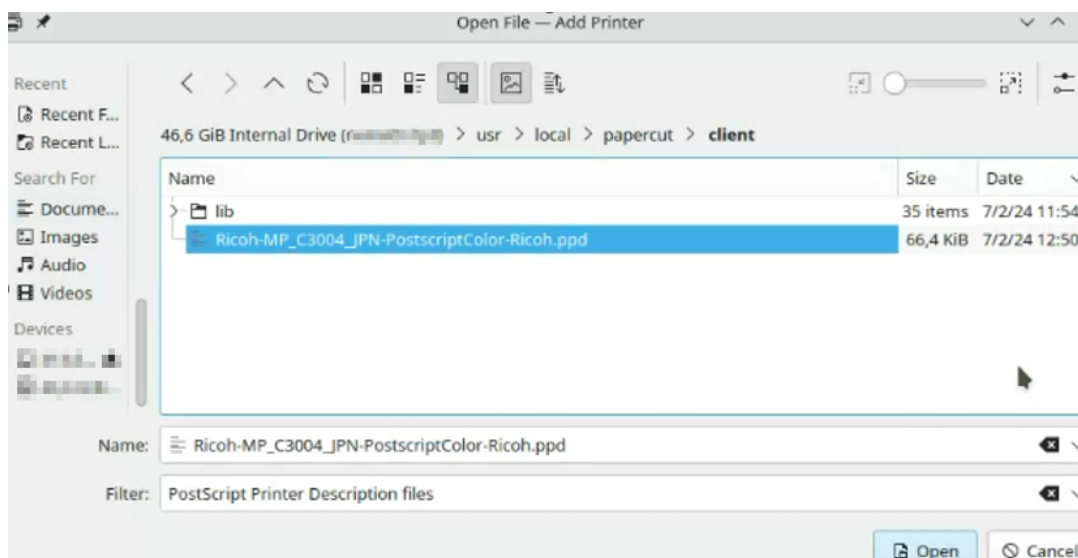 Open File — Add Printer
Recent
Recent F...
Recent L...
46,6 GiB Internal Drive ( > usr > local > papercut > client
Search For
Name Size Date
Docume...
lib 35 items 7/2/24 11:54
Images
Ricoh-MP_C3004_JPN-PostscriptColor-Ricoh.ppd 66,4 KiB 7/2/24 12:50
Audio
Videos
Devices
Name: Ricoh-MP_C3004_JPN-PostscriptColor-Ricoh.ppd
Filter: PostScript Printer Description files
Open Cancel